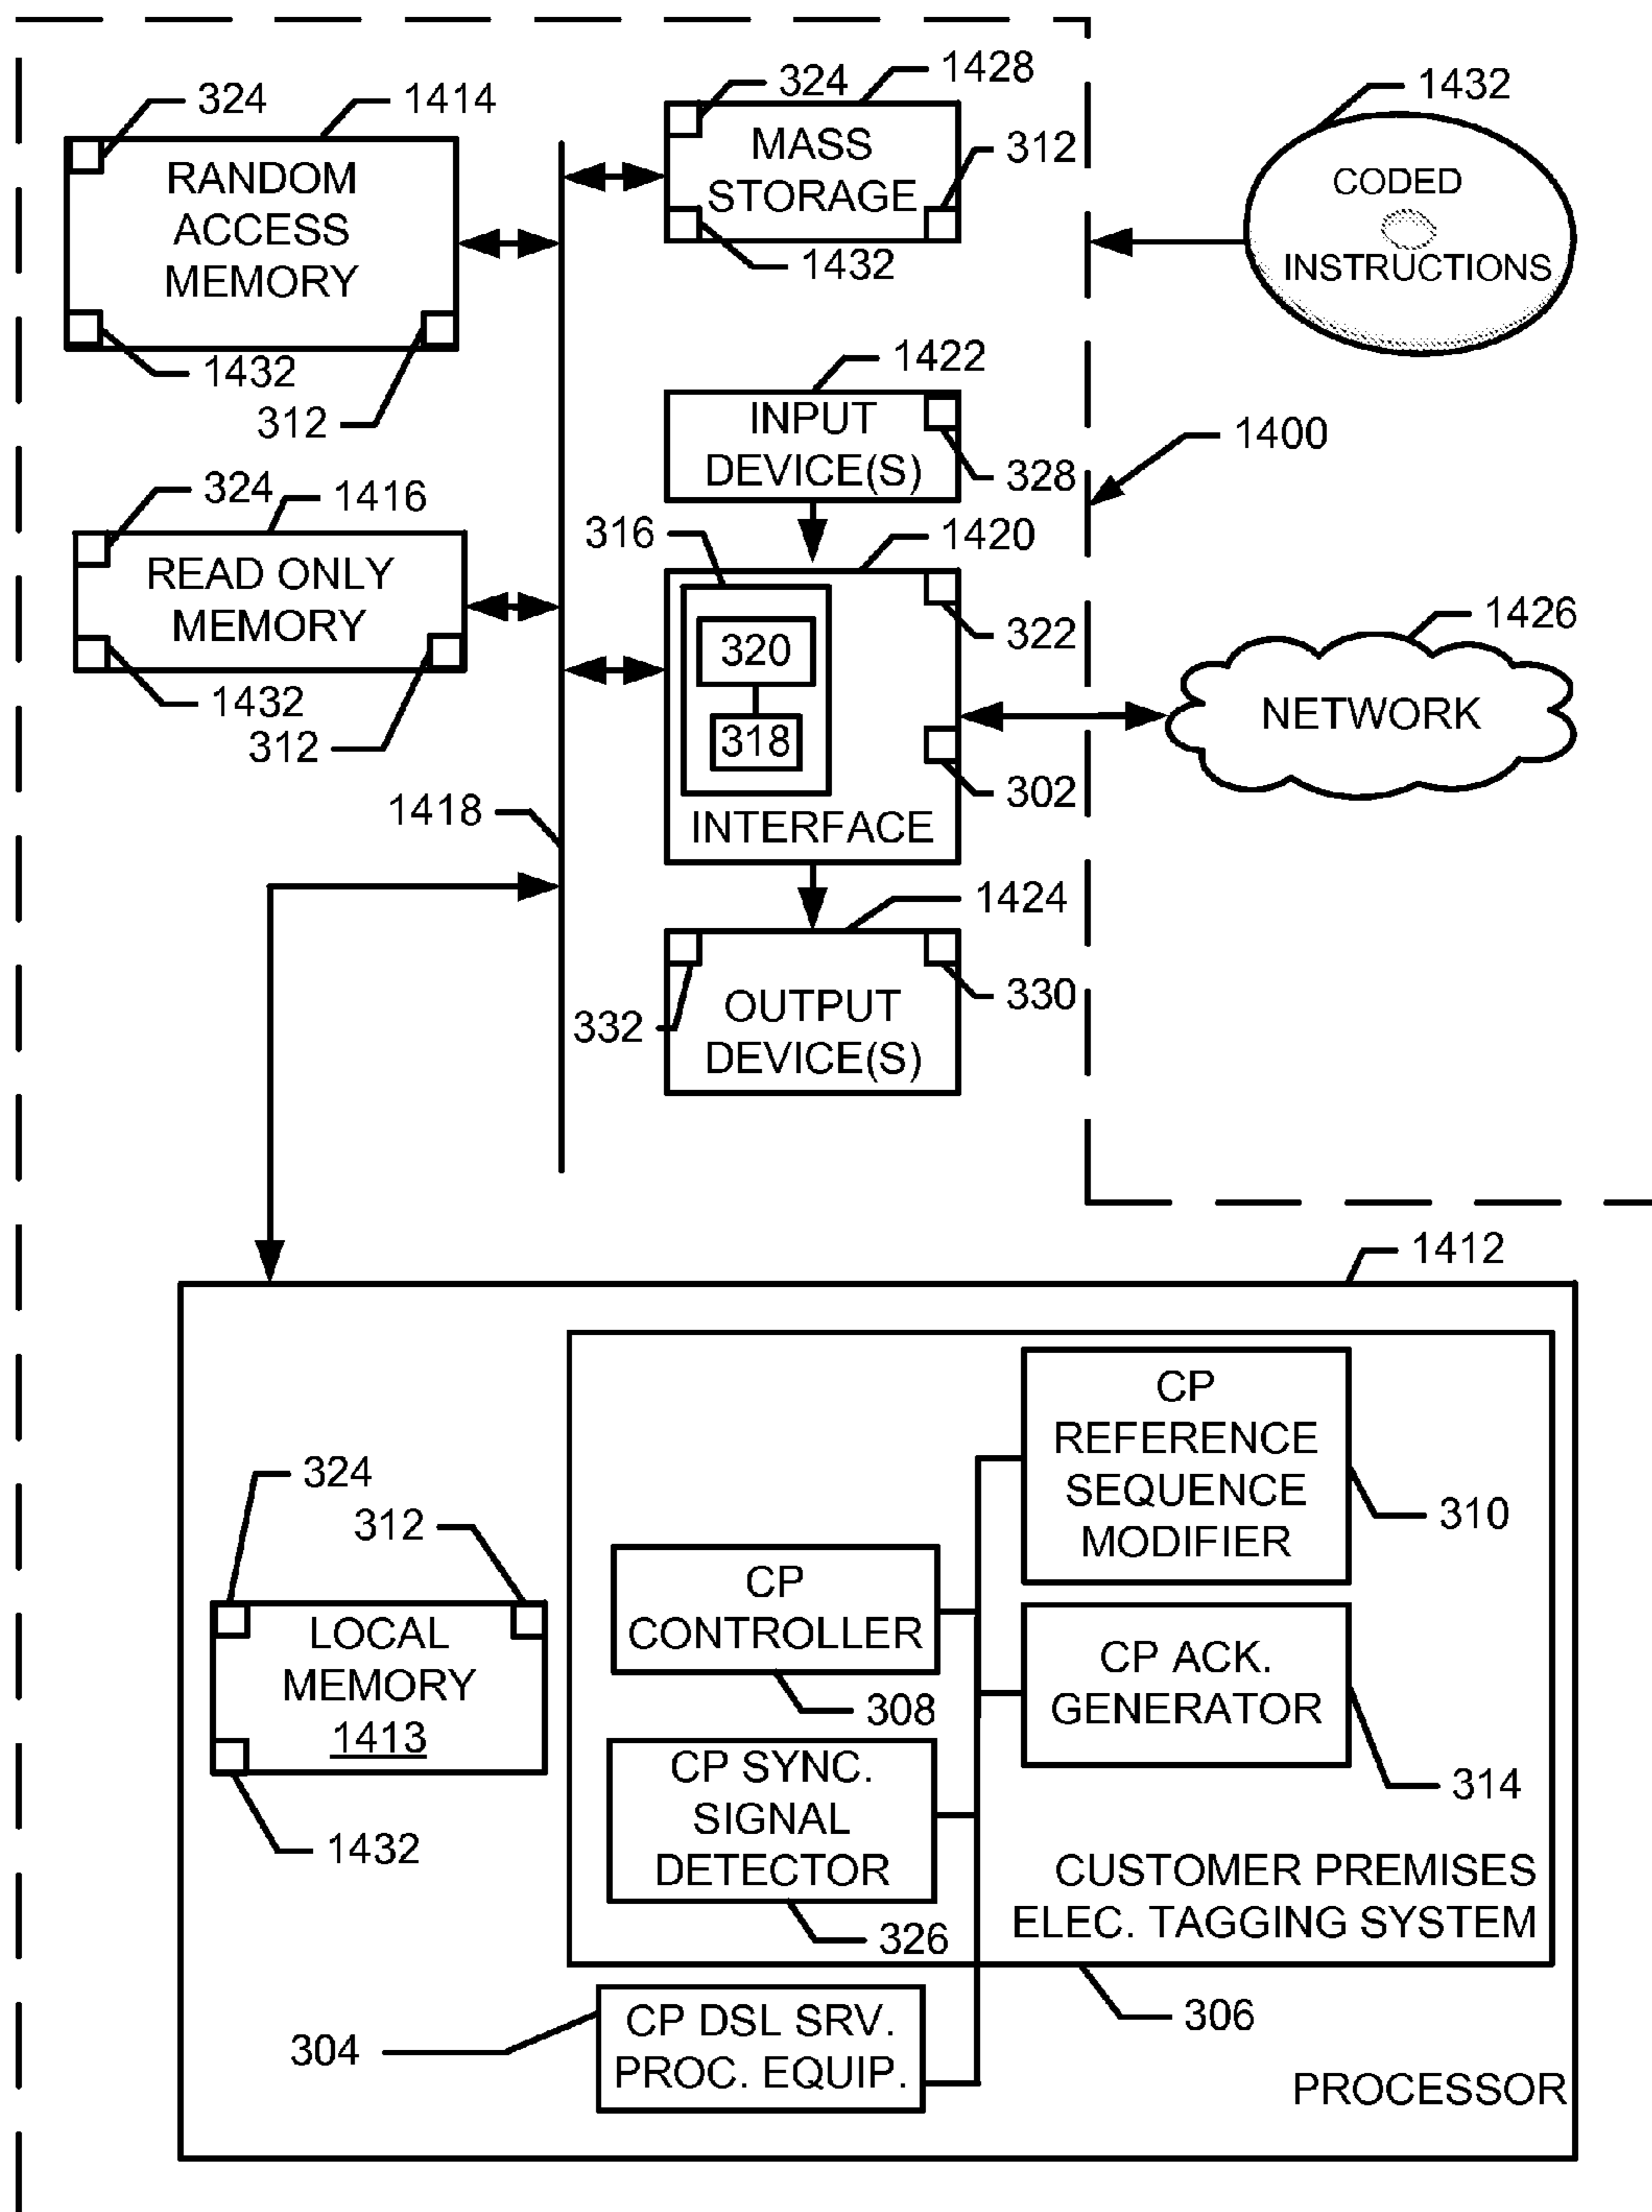 324
1414
RANDOM
ACCESS
MEMORY
1432
312
324
1428
MASS
STORAGE
312
1432
1432
CODED
INSTRUCTIONS
1422
INPUT
DEVICE(S)
328
1400
324
1416
READ ONLY
MEMORY
1432
312
316
1420
320
318
322
302
INTERFACE
1426
NETWORK
1418
1424
332
330
OUTPUT
DEVICE(S)
1412
324
312
LOCAL
MEMORY
1413
1432
CP
REFERENCE
SEQUENCE
MODIFIER
310
CP
CONTROLLER
308
CP ACK.
GENERATOR
314
CP SYNC.
SIGNAL
DETECTOR
326
CUSTOMER PREMISES
ELEC. TAGGING SYSTEM
306
304
CP DSL SRV.
PROC. EQUIP.
PROCESSOR